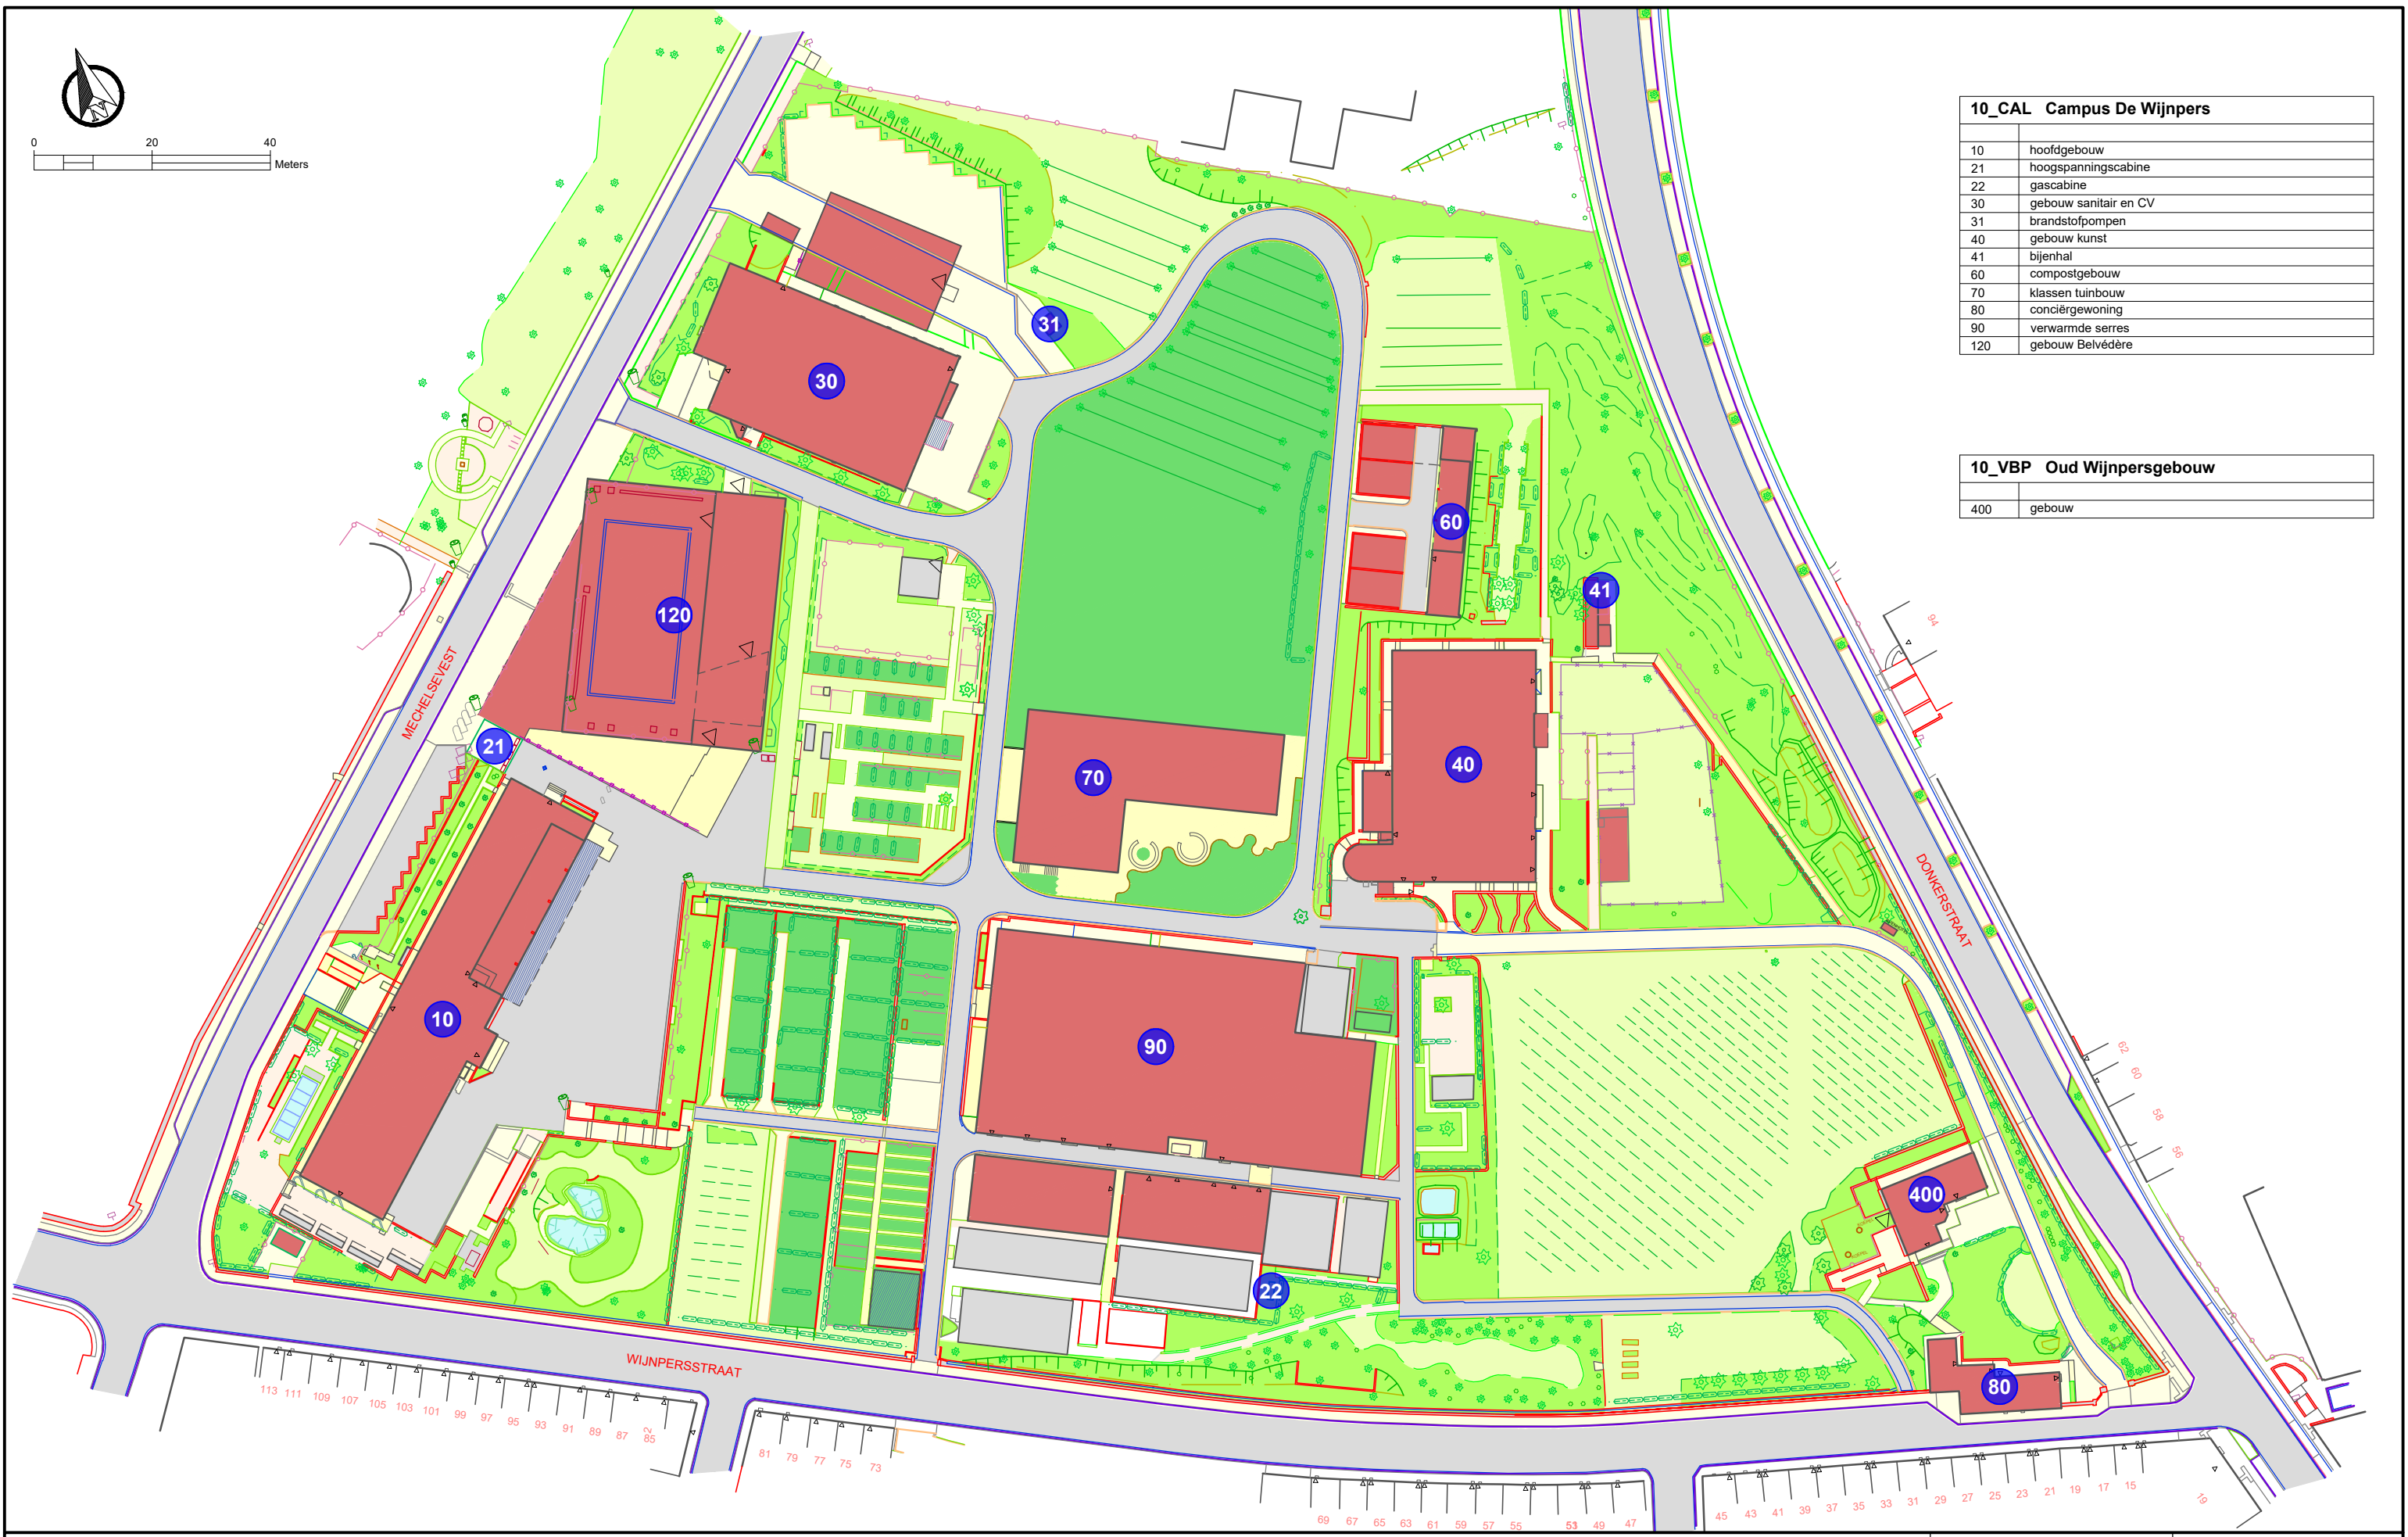 N
0 20 40
Meters
10_CAL Campus De Wijnpers
10 hoofdgebouw
21 hoogspanningscabine
22 gascabine
30 gebouw sanitair en CV
31 brandstofpompen
40 gebouw kunst
41 bijenhal
60 compostgebouw
70 klassen tuinbouw
80 conciërgewoning
90 verwarmde serres
120 gebouw Belvédère
10_VBP Oud Wijnpersgebouw
400 gebouw
31
30
60
41
120
94
MECHELSEVEST
21
70
40
DONKERSTRAAT
10
90
62
60
58
56
400
22
WIJNPERSSTRAAT
80
113 111 109 107 105 103 101 99 97 95 93 91 89 87 85 2
81 79 77 75 73
69 67 65 63 61 59 57 55 53 49 47
45 43 41 39 37 35 33 31 29 27 25 23 21 19 17 15
19